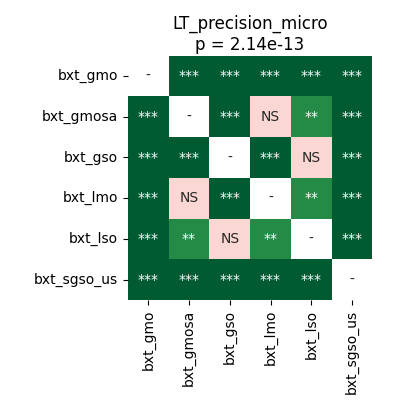 LT_precision_micro
p = 2.14e-13
bxt_gmo - *** *** *** *** ***
bxt_gmosa *** - *** NS ** ***
bxt_gso *** *** - *** NS ***
bxt_lmo *** NS *** - ** ***
bxt_lso *** ** NS ** - ***
bxt_sgso_us *** *** *** *** *** -
bxt_gmo
bxt_gmosa
bxt_gso
bxt_lmo
bxt_lso
bxt_sgso_us